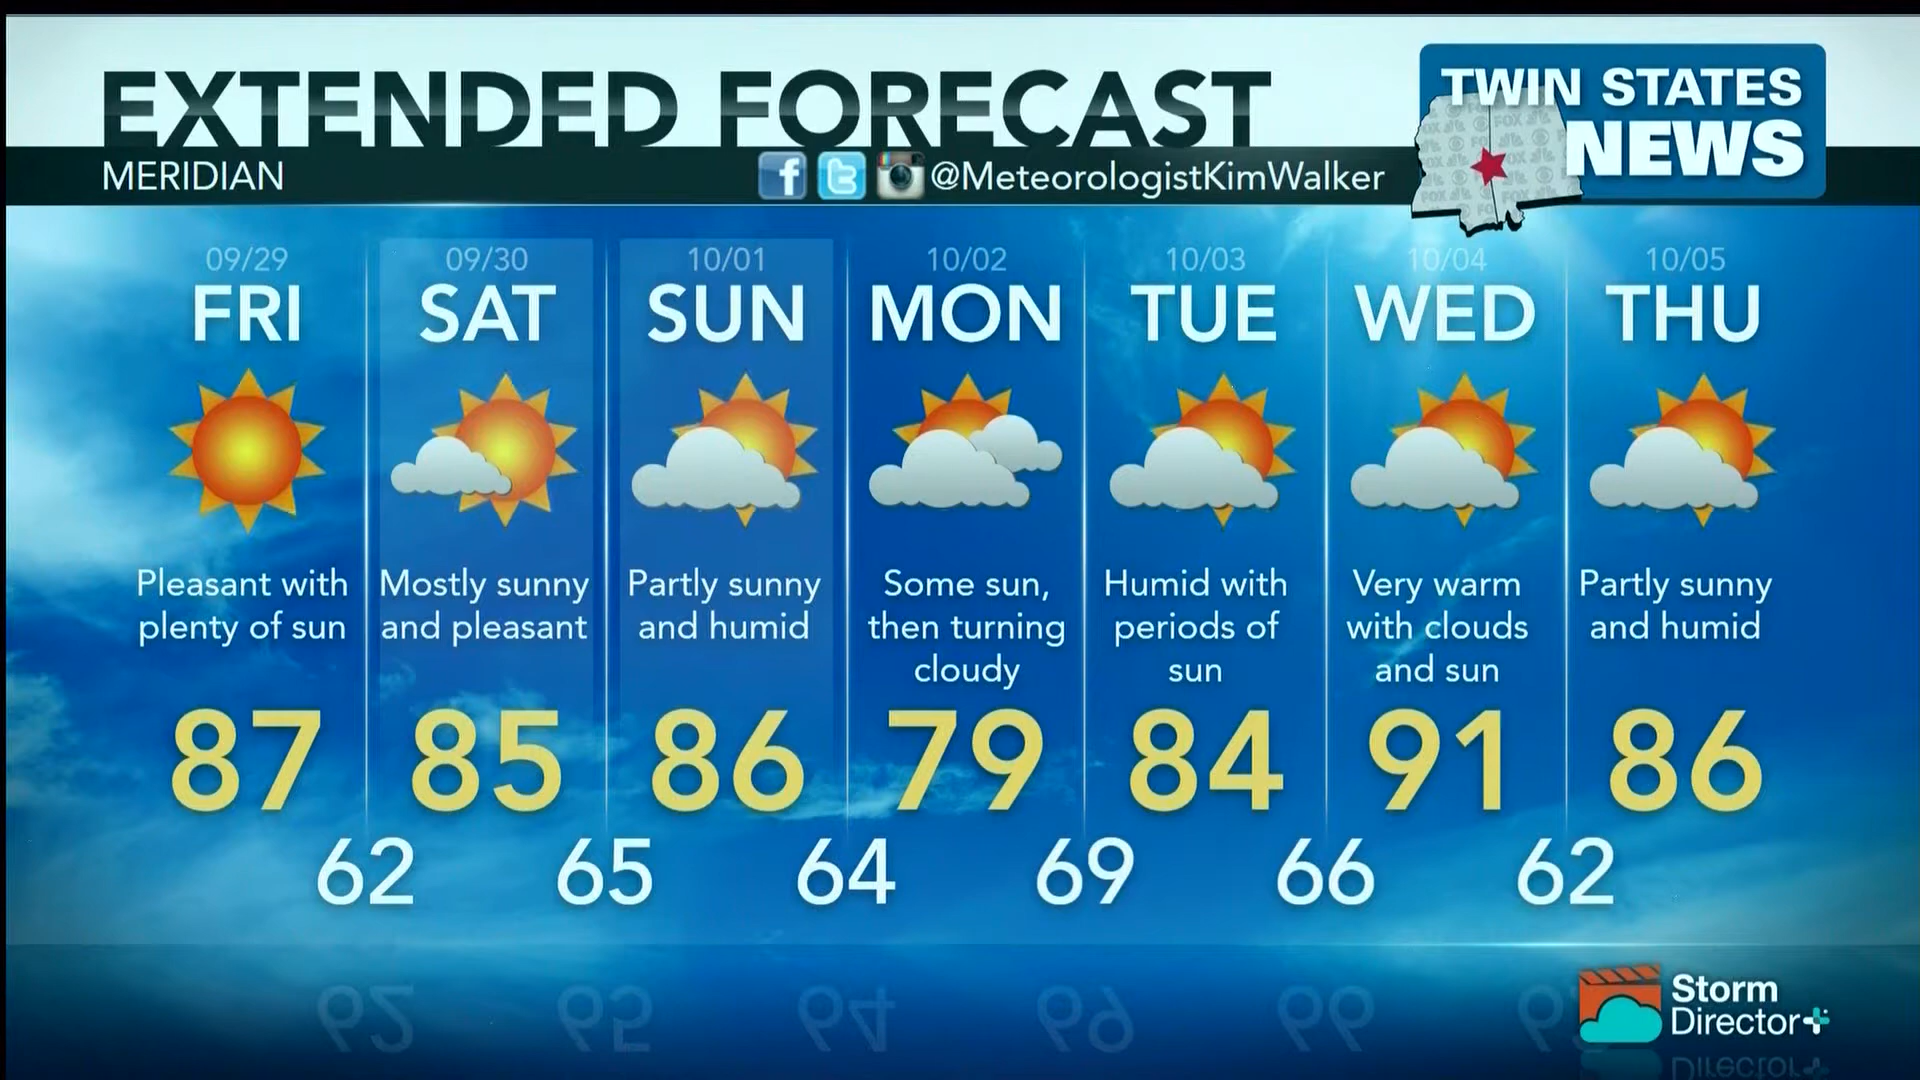 EXTENDED FORECAST
TWIN STATES
NEWS
MERIDIAN
@MeteorologistKimWalker
09/29
FRI
Pleasant with
plenty of sun
87
09/30
SAT
Mostly sunny
and pleasant
85
10/01
SUN
Partly sunny
and humid
86
10/02
MON
Some sun,
then turning
cloudy
79
10/03
TUE
Humid with
periods of
sun
84
10/04
WED
Very warm
with clouds
and sun
91
10/05
THU
Partly sunny
and humid
86
62 65 64 69 66 62
Storm
Director+